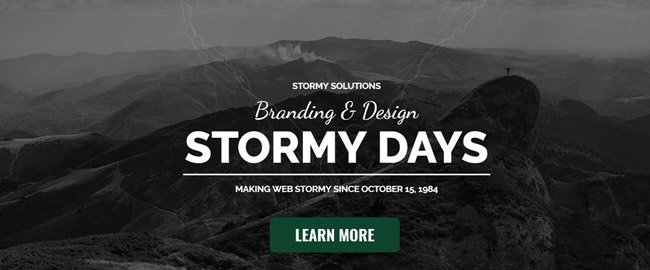 STORMY SOLUTIONS
Branding & Design
STORMY DAYS
MAKING WEB STORMY SINCE OCTOBER 15, 1984
LEARN MORE